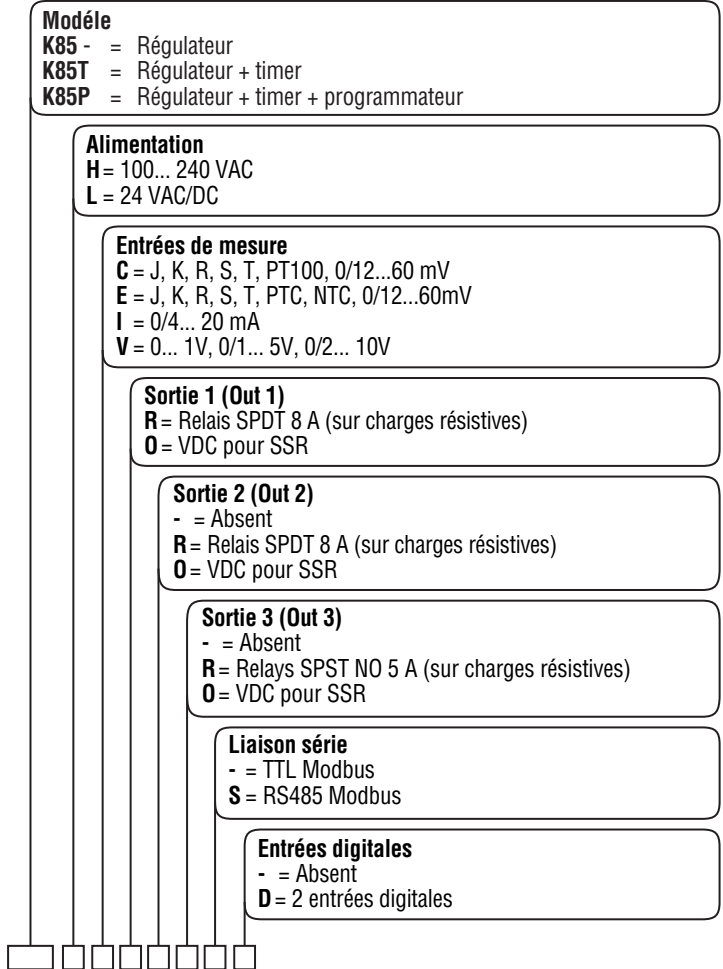 Modéle
K85 - = Régulateur
K85T = Régulateur + timer
K85P = Régulateur + timer + programmateur
Alimentation
H = 100... 240 VAC
L = 24 VAC/DC
Entrées de mesure
C = J, K, R, S, T, PT100, 0/12...60 mV
E = J, K, R, S, T, PTC, NTC, 0/12...60mV
I = 0/4... 20 mA
V = 0... 1V, 0/1... 5V, 0/2... 10V
Sortie 1 (Out 1)
R = Relais SPDT 8 A (sur charges résistives)
O = VDC pour SSR
Sortie 2 (Out 2)
- = Absent
R = Relais SPDT 8 A (sur charges résistives)
O = VDC pour SSR
Sortie 3 (Out 3)
- = Absent
R = Relays SPST NO 5 A (sur charges résistives)
O = VDC pour SSR
Liaison série
- = TTL Modbus
S = RS485 Modbus
Entrées digitales
- = Absent
D = 2 entrées digitales